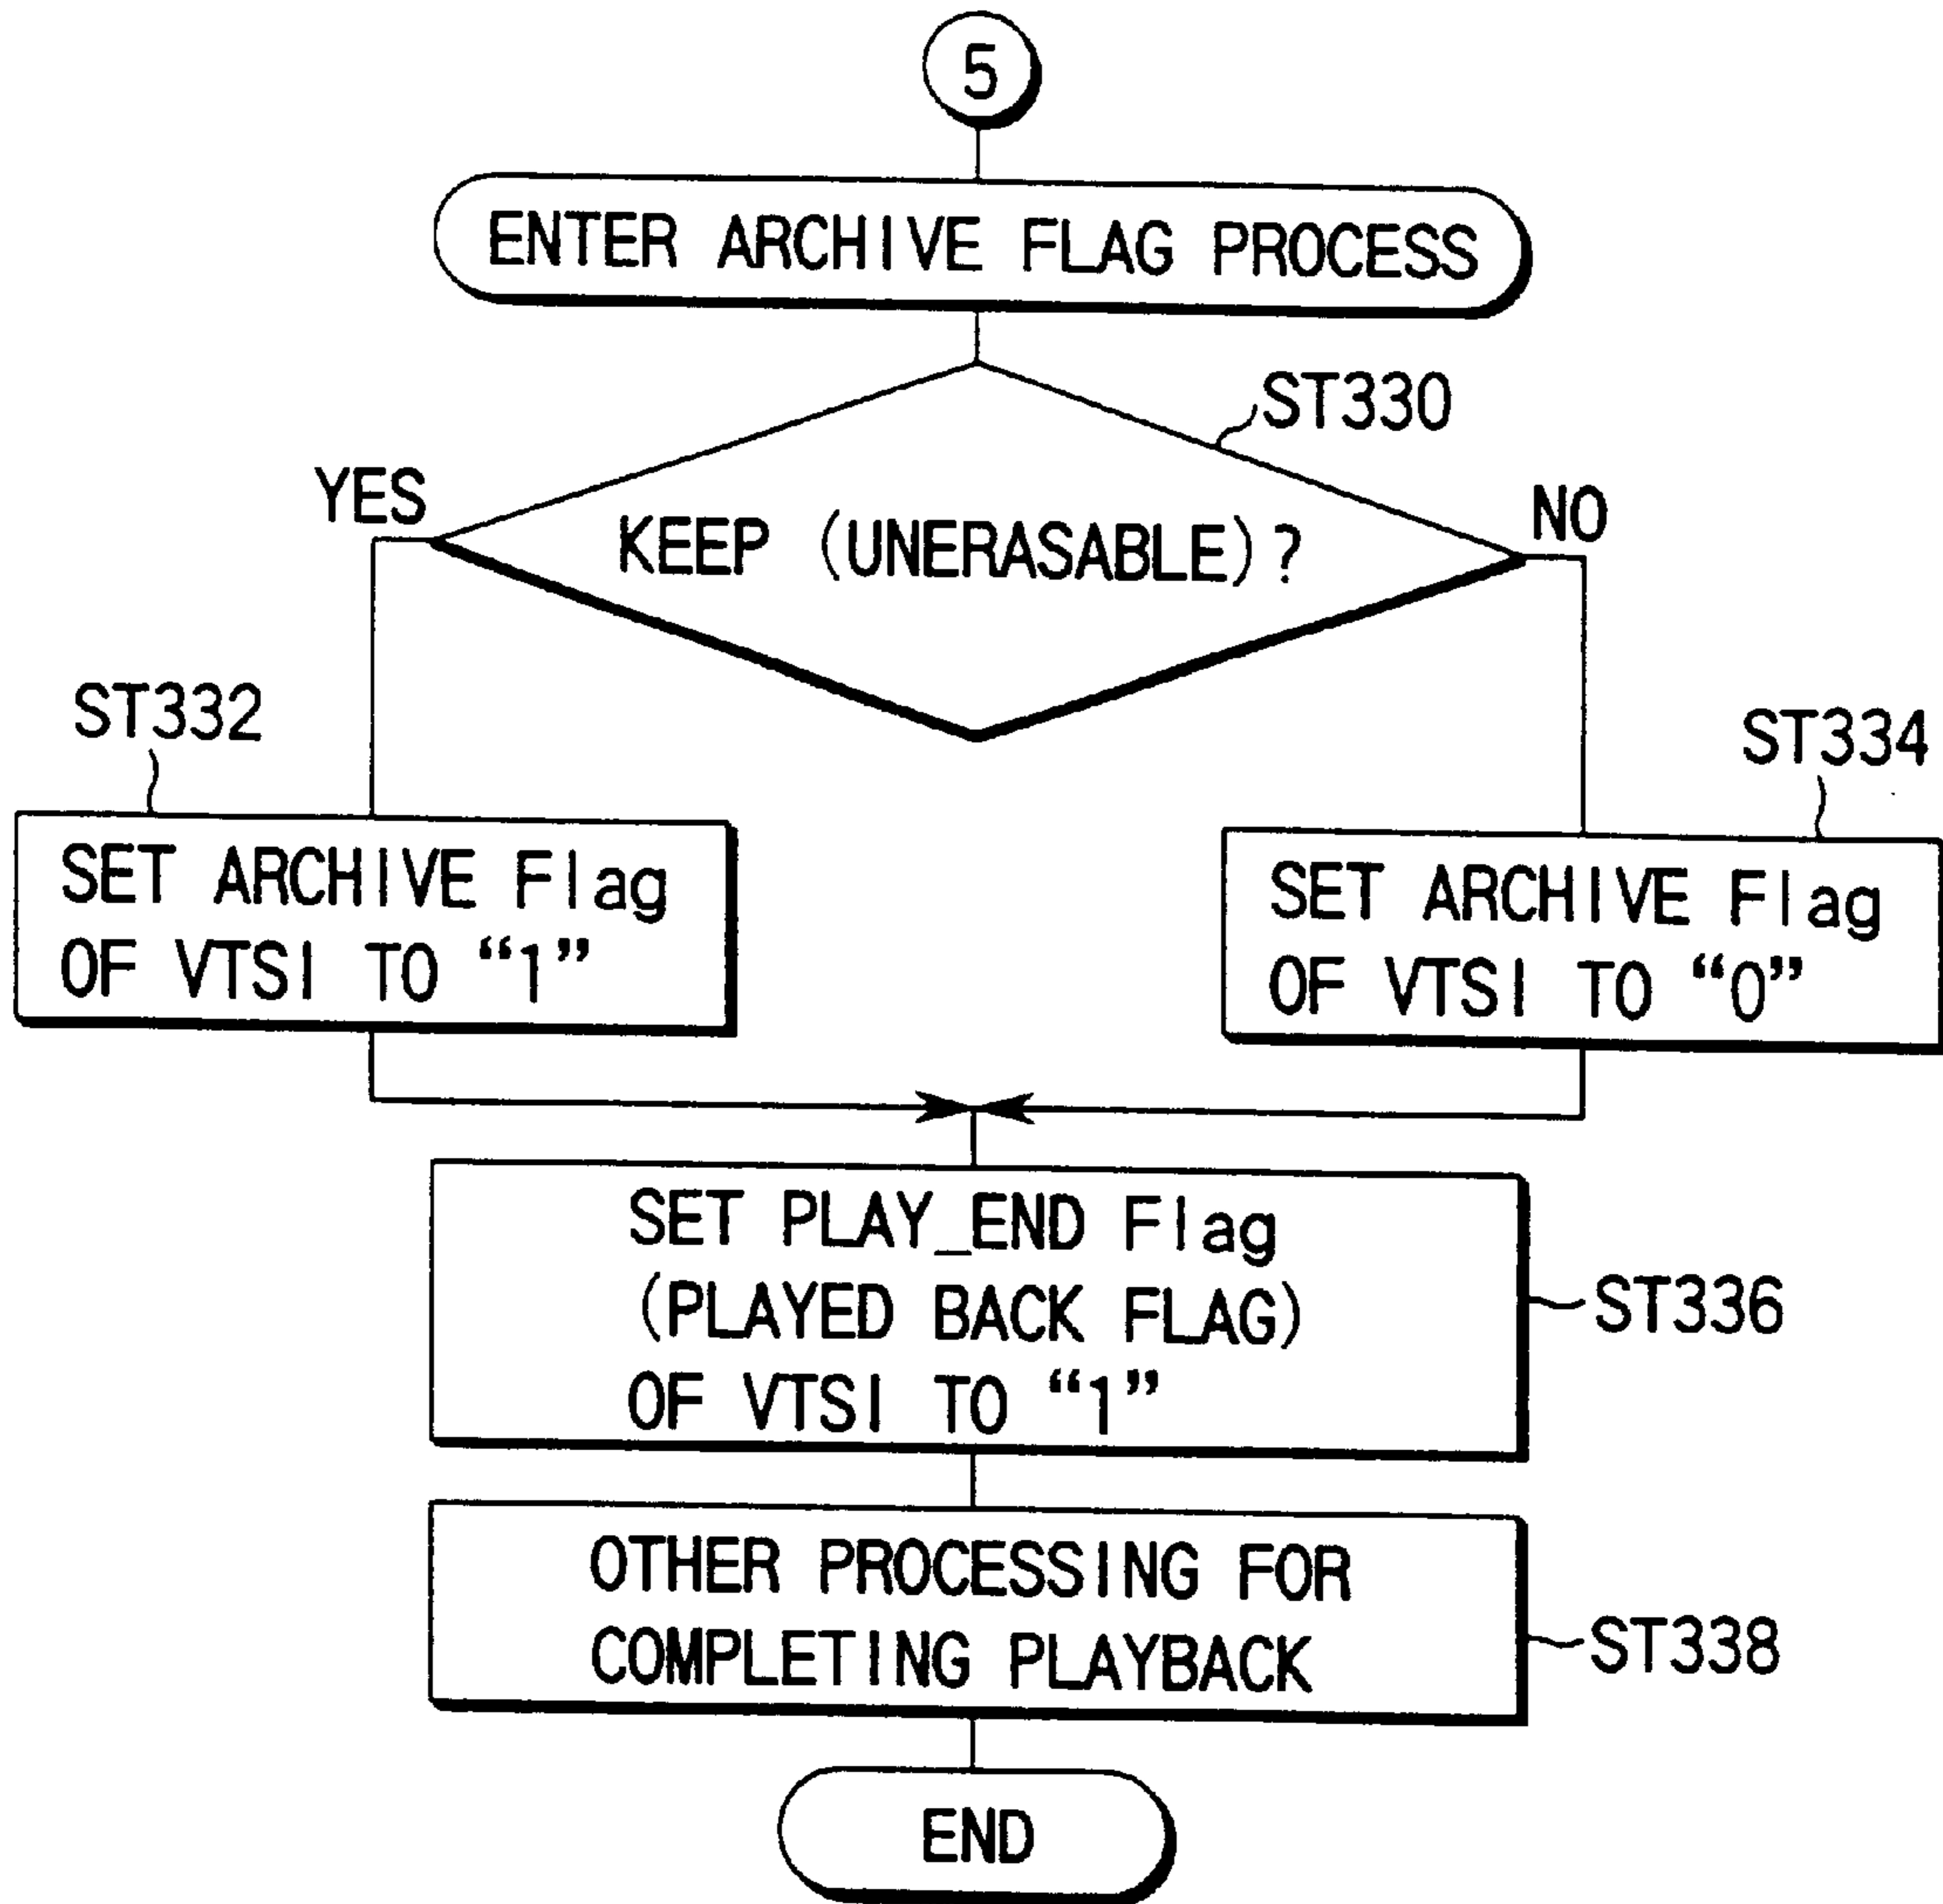 5
ENTER ARCHIVE FLAG PROCESS
ST330
YES
NO
KEEP (UNERASABLE)?
ST332
ST334
SET ARCHIVE Flag
OF VTSI TO “1”
SET ARCHIVE Flag
OF VTSI TO “0”
SET PLAY_END Flag
(PLAYED BACK FLAG)
OF VTSI TO “1”
ST336
OTHER PROCESSING FOR
COMPLETING PLAYBACK
ST338
END